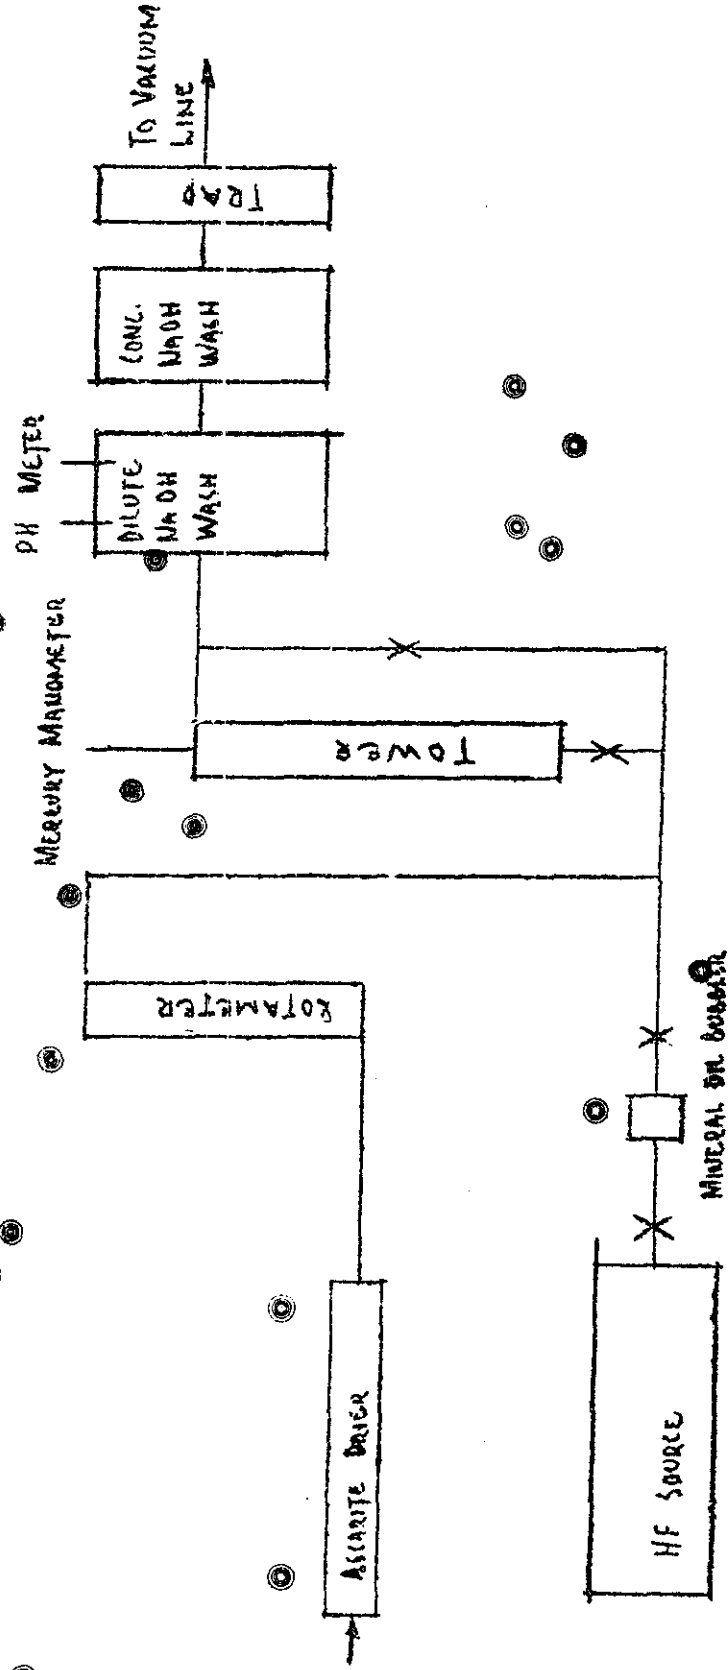 ASCARITE DRIER
ROTAMETER
HF SOURCE
MINERAL OIL BUBBLER
MERCURY MANOMETER
TOWER
PH METER
DILUTE
NAOH
WASH
CONC.
NAOH
WASH
TRAP
TO VACUUM
LINE